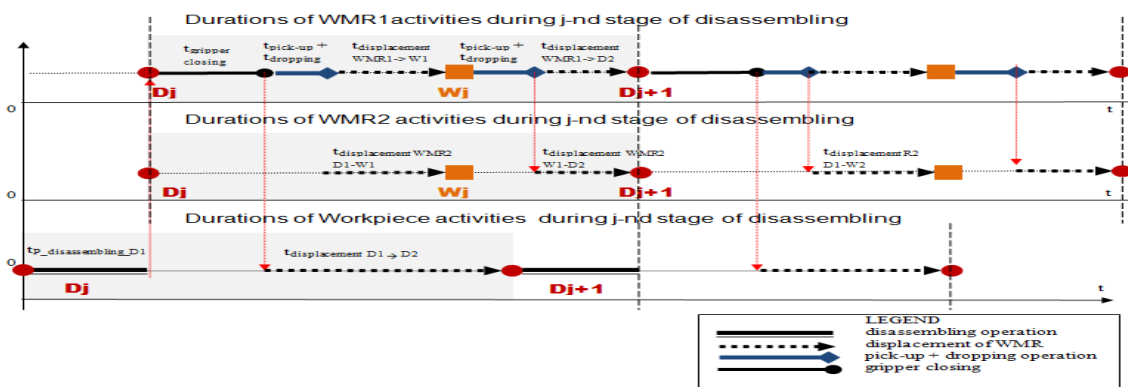 Durations of WMR1activities during j-nd stage of disassembling
tgripper closing
tpick-up + tdropping
tdisplacement WMR1-> W1
tpick-up + tdropping
tdisplacement WMR1-> D2
Dj
Wj
Dj+1
o
t
Durations of WMR2 activities during j-nd stage of disassembling
tdisplacement WMR2
D1-W1
tdisplacement WMR2
W1-D2
tdisplacement R2
D1-W2
Dj
Wj
Dj+1
o
t
Durations of Workpiece activities during j-nd stage of disassembling
tP_disassembling_D1
tdisplacement D1 → D2
o
Dj
Dj+1
t
LEGEND
disassembling operation
displacement of WMR
pick-up + dropping operation
gripper closing